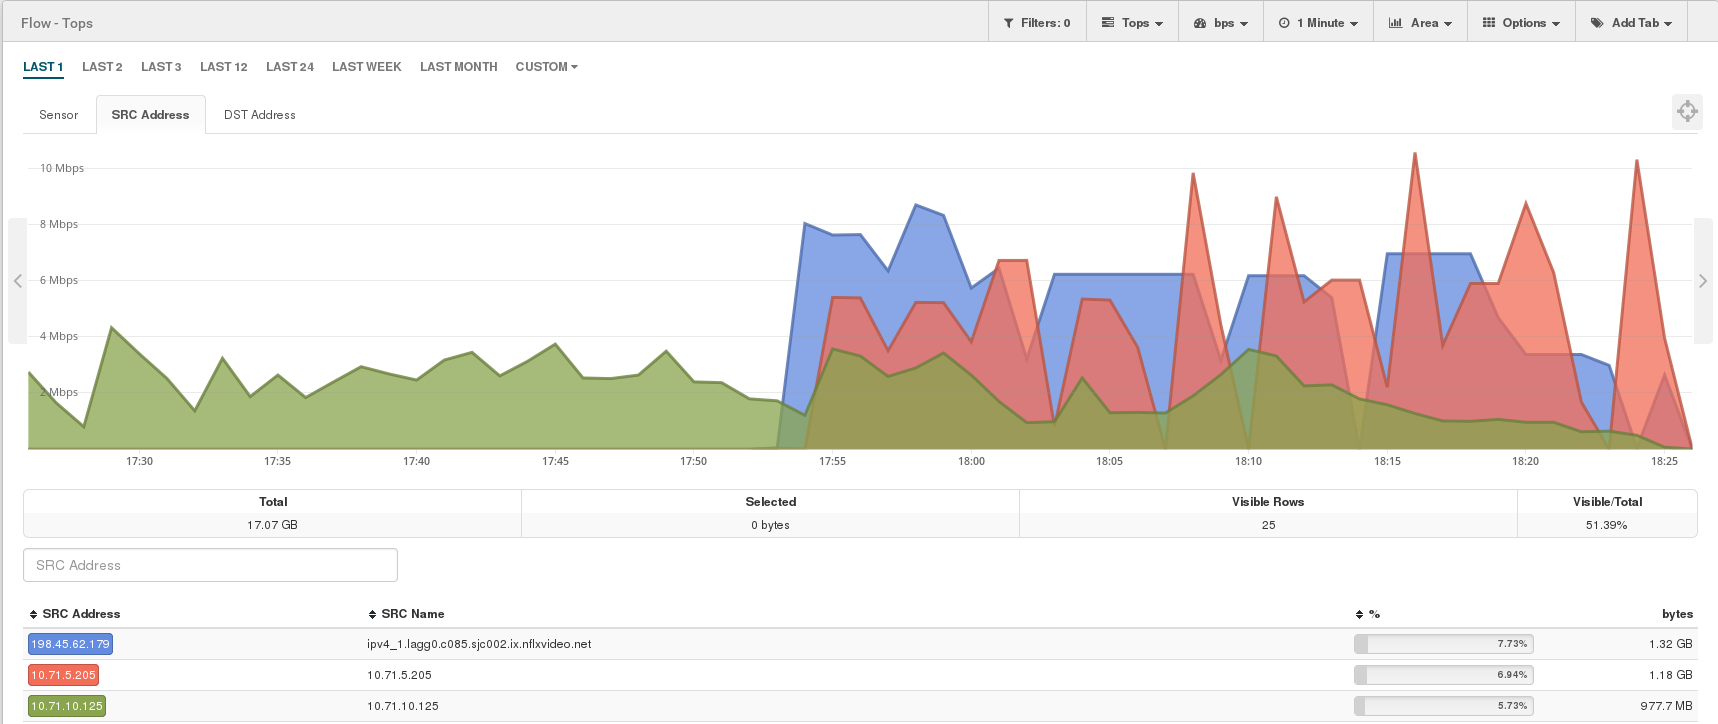 Flow - Tops Filters: 0 Tops bps 1 Minute Area Options Add Tab
LAST 1 LAST 2 LAST 3 LAST 12 LAST 24 LAST WEEK LAST MONTH CUSTOM
Sensor SRC Address DST Address
10 Mbps
8 Mbps
6 Mbps
4 Mbps
2 Mbps
17:30 17:35 17:40 17:45 17:50 17:55 18:00 18:05 18:10 18:15 18:20 18:25
Total Selected Visible Rows Visible/Total
17.07 GB 0 bytes 25 51.39%
SRC Address
SRC Address SRC Name % bytes
198.45.62.179 ipv4_1.lagg0.c085.sjc002.ix.nflxvideo.net 7.73% 1.32 GB
10.71.5.205 10.71.5.205 6.94% 1.18 GB
10.71.10.125 10.71.10.125 5.73% 977.7 MB